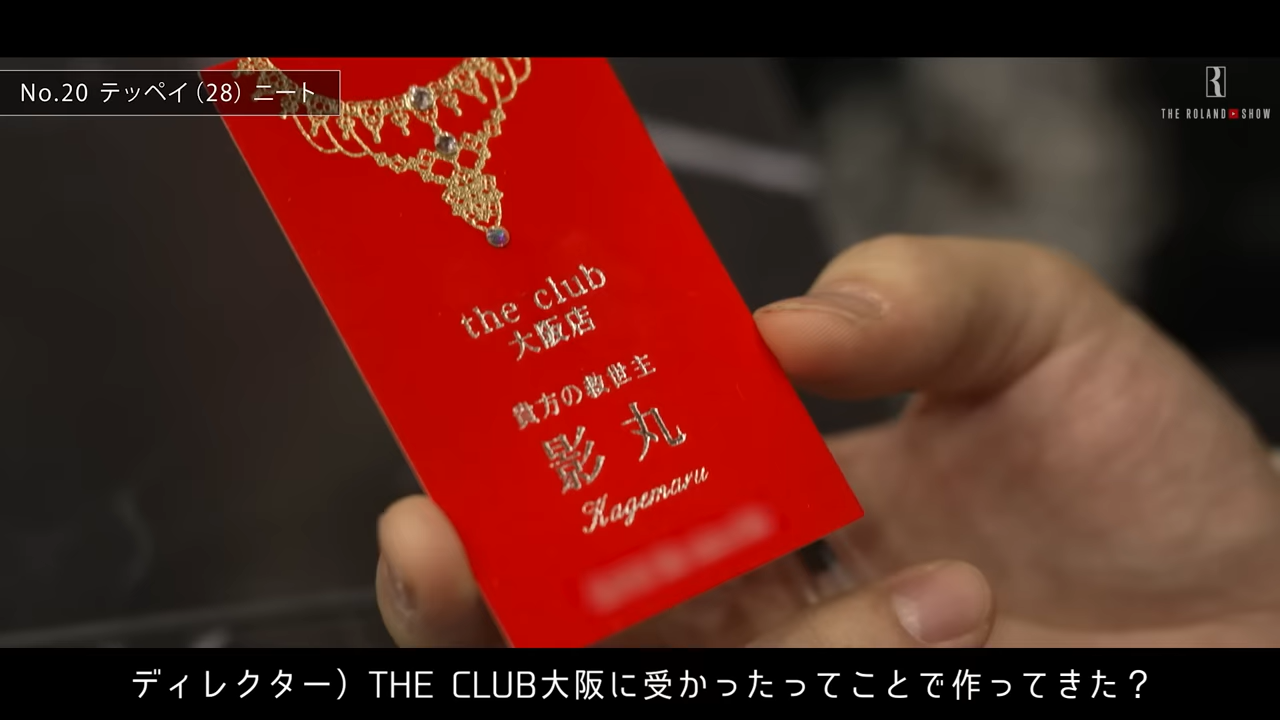 No.20 テッペイ（28）ニート
R
THE ROLAND SHOW
the club
大阪店
貴方の救世主
影丸
Kagemaru
ディレクター）THE CLUB大阪に受かったってことで作ってきた？